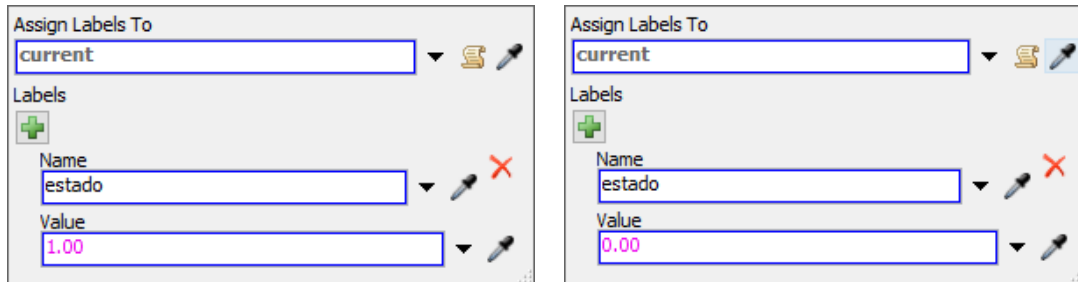 Assign Labels To
current
Labels
Name
estado
Value
1.00
Assign Labels To
current
Labels
Name
estado
Value
0.00